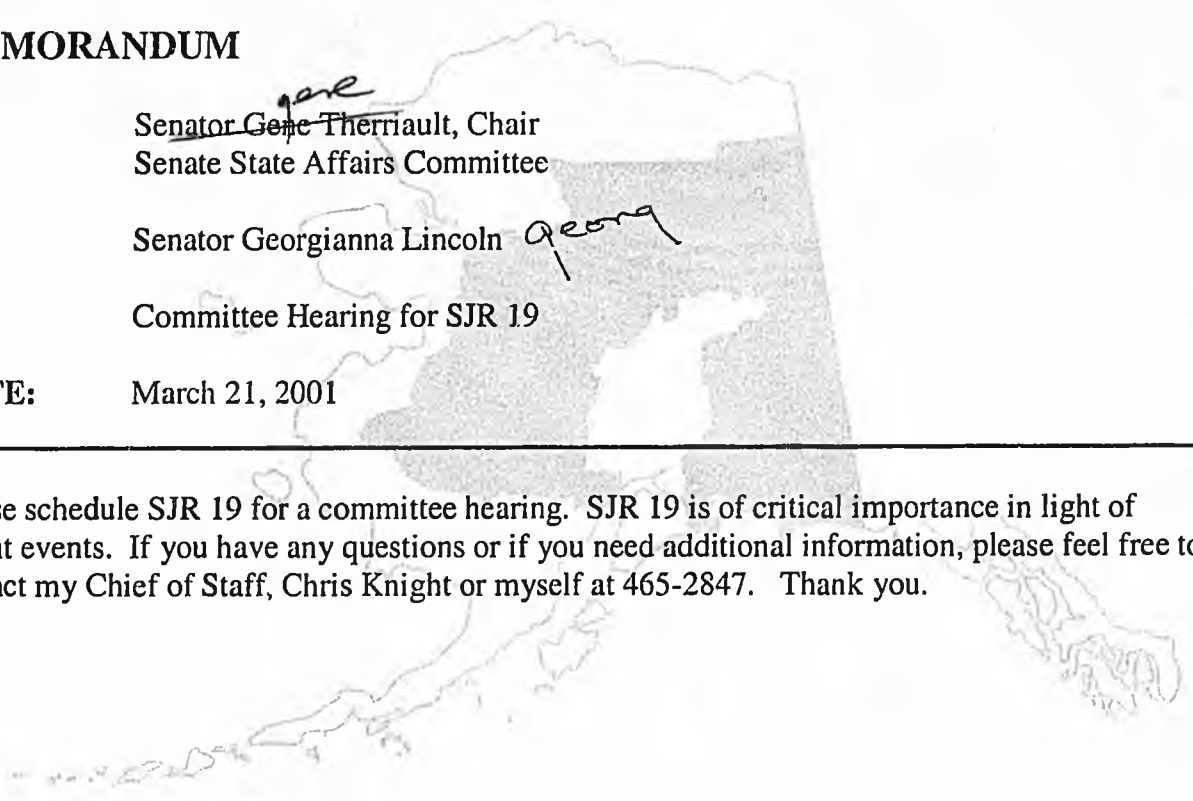 MORANDUM
gene
Senator Gene Therriault, Chair
Senate State Affairs Committee
Senator Georgianna Lincoln Georg
Committee Hearing for SJR 19
TE: March 21, 2001
se schedule SJR 19 for a committee hearing. SJR 19 is of critical importance in light of
nt events. If you have any questions or if you need additional information, please feel free to
act my Chief of Staff, Chris Knight or myself at 465-2847. Thank you.